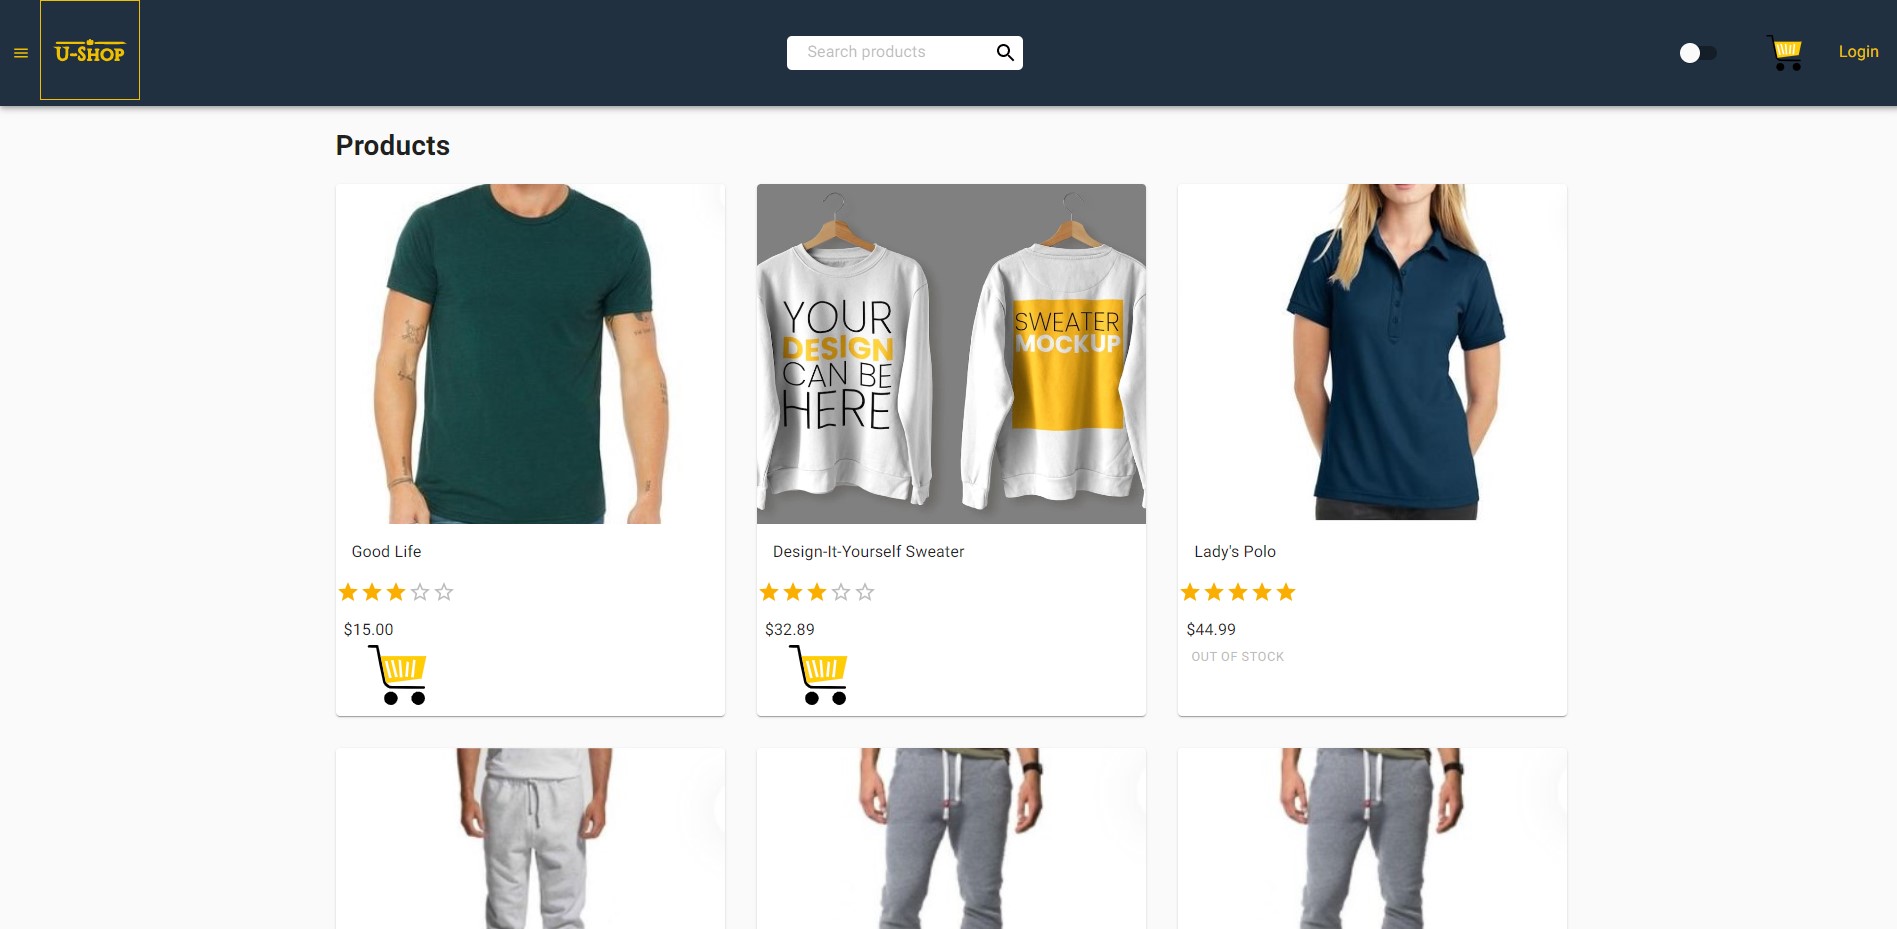 U-SHOP
Search products
Login
Products
YOUR
DESIGN
CAN BE
HERE
SWEATER
MOCKUP
Good Life
Design-It-Yourself Sweater
Lady's Polo
$15.00
$32.89
$44.99
OUT OF STOCK